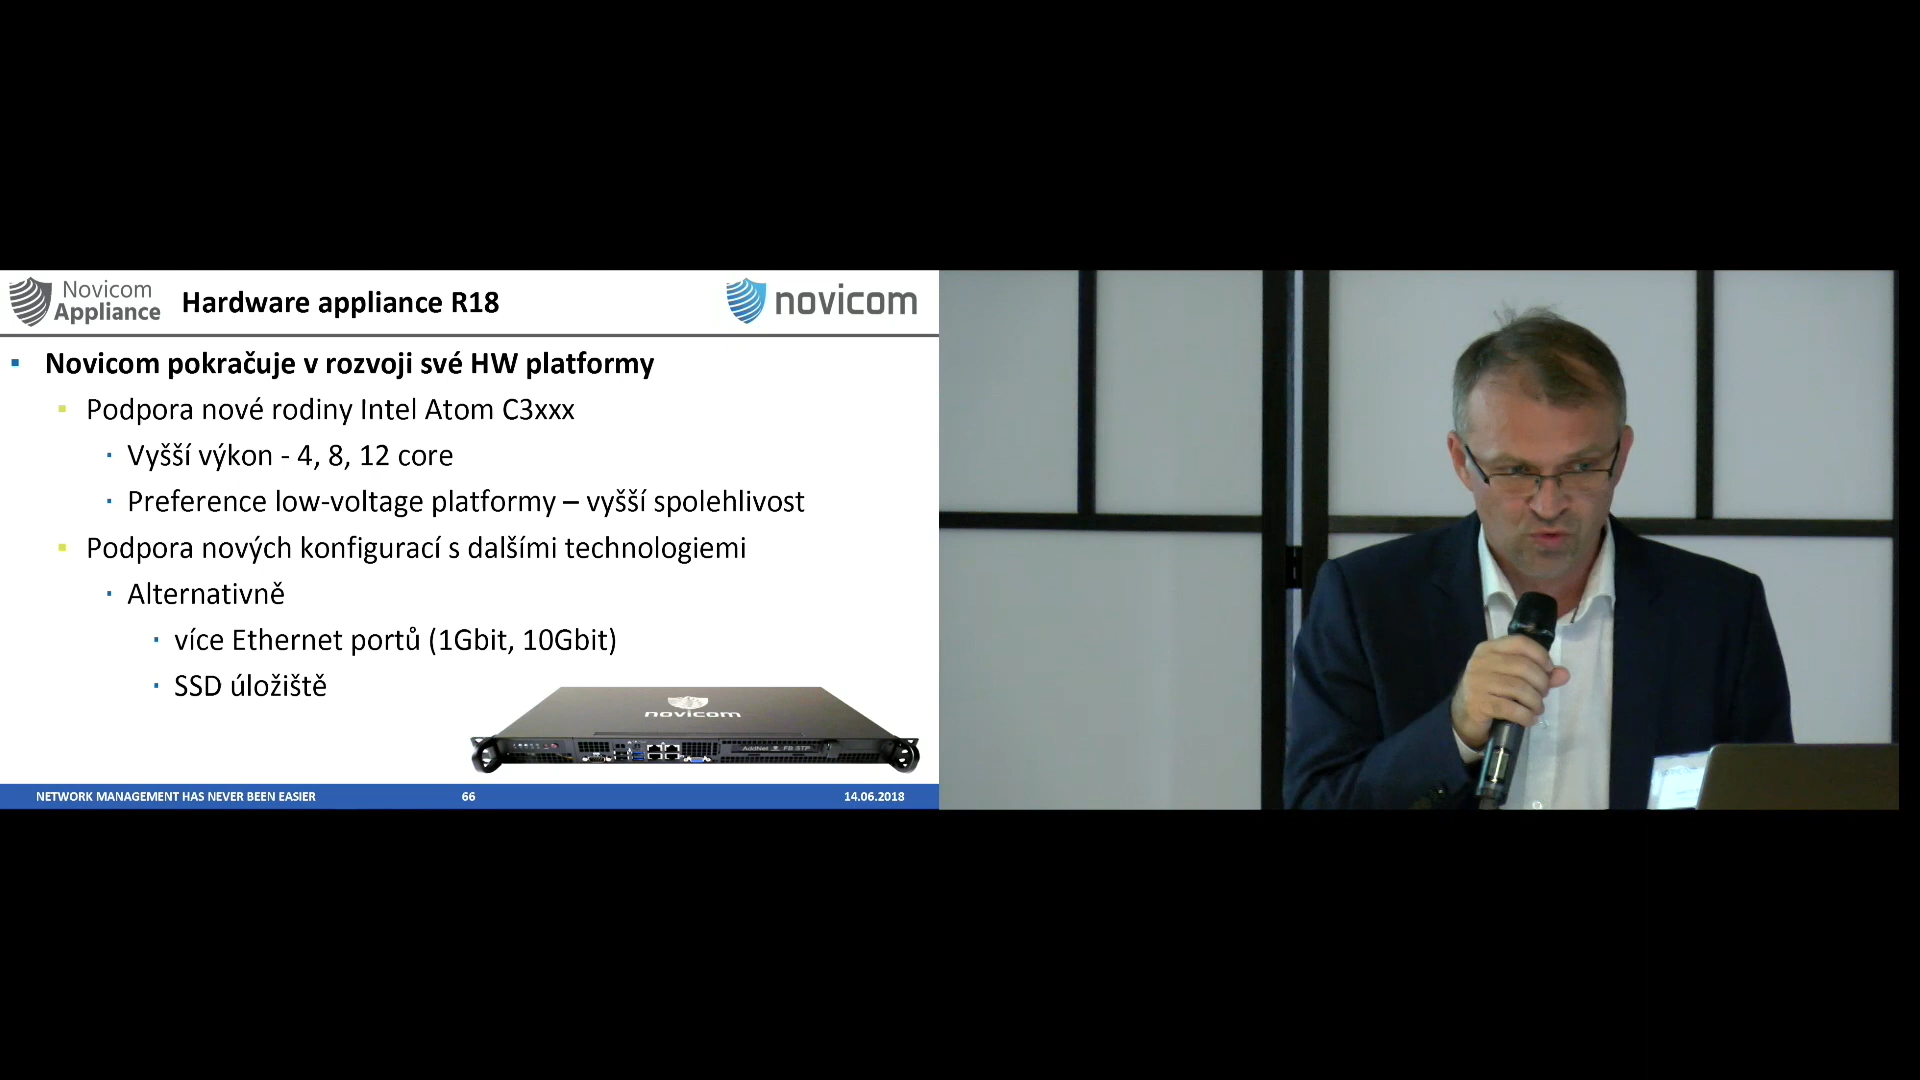 Novicom
Appliance
Hardware appliance R18
novicom
Novicom pokračuje v rozvoji své HW platformy
Podpora nové rodiny Intel Atom C3xxx
Vyšší výkon - 4, 8, 12 core
Preference low-voltage platformy – vyšší spolehlivost
Podpora nových konfigurací s dalšími technologiemi
Alternativně
více Ethernet portů (1Gbit, 10Gbit)
SSD úložiště
novicom
AddNet
NETWORK MANAGEMENT HAS NEVER BEEN EASIER
66
14.06.2018